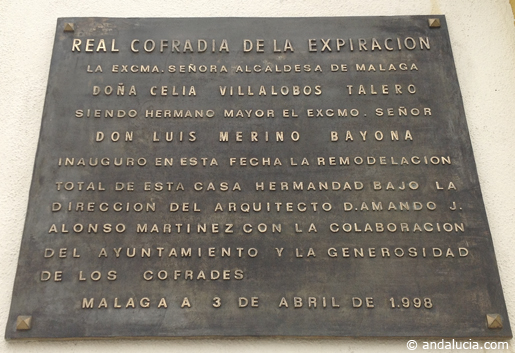 REAL COFRADIA DE LA EXPIRACION
LA EXCMA. SEÑORA ALCALDESA DE MALAGA
DOÑA CELIA VILLALOBOS TALERO
SIENDO HERMANO MAYOR EL EXCMO. SEÑOR
DON LUIS MERINO BAYONA
INAUGURO EN ESTA FECHA LA REMODELACION
TOTAL DE ESTA CASA HERMANDAD BAJO LA
DIRECCION DEL ARQUITECTO D.AMANDO J.
ALONSO MARTINEZ CON LA COLABORACION
DEL AYUNTAMIENTO Y LA GENEROSIDAD
DE LOS COFRADES
MALAGA A 3 DE ABRIL DE 1.998
© andalucia.com